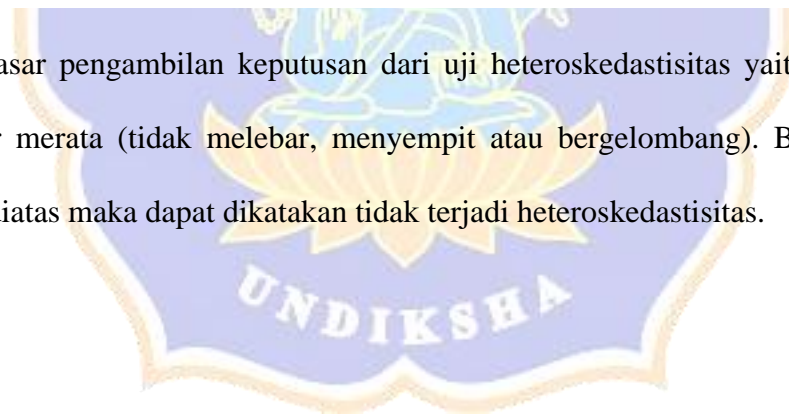 asar pengambilan keputusan dari uji heteroskedastisitas yait
r merata (tidak melebar, menyempit atau bergelombang). B
diatas maka dapat dikatakan tidak terjadi heteroskedastisitas.
UNDIKSHA